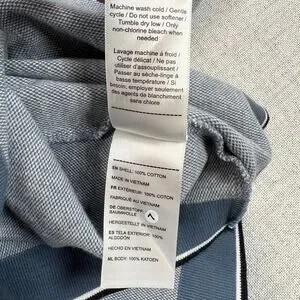 Machine wash cold / Gentle
cycle / Do not use softener /
Tumble dry low / Only
non-chlorine bleach when
needed
Lavage machine à froid /
Cycle délicat / Ne pas
utiliser d'assouplissant /
Passer au sèche-linge à
basse température / Si
besoin, employer seulement
des agents de blanchiment
sans chlore
EN SHELL: 100% COTTON
MADE IN VIETNAM
FR EXTÉRIEUR: 100% COTON
FABRIQUÉ AU VIETNAM
DE OBERSTOFF:
BAUMWOLLE
HERGESTELLT IN VIETNAM
ES TELA EXTERIOR: 100%
ALGODÓN
HECHO EN VIETNAM
NL BODY: 100% KATOEN